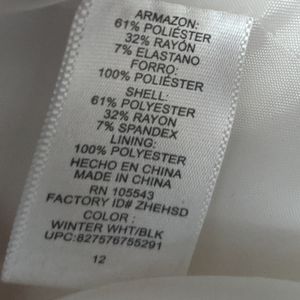 ARMAZON:
61% POLIÉSTER
32% RAYÓN
7% ELASTANO
FORRO:
100% POLIÉSTER
SHELL:
61% POLYESTER
32% RAYON
7% SPANDEX
LINING:
100% POLYESTER
HECHO EN CHINA
MADE IN CHINA
RN 105543
FACTORY ID# ZHEHSD
COLOR :
WINTER WHT/BLK
UPC:827576755291
12